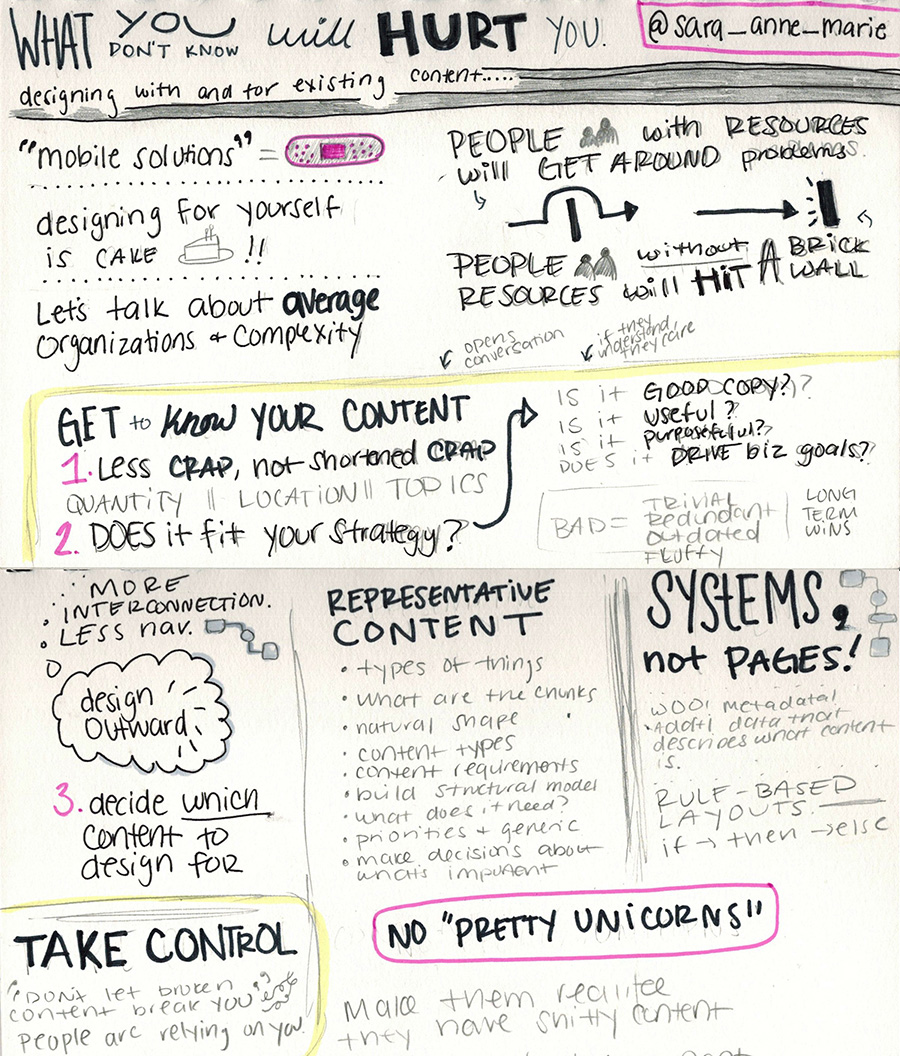 WHAT YOU DON'T KNOW will HURT YOU.
@sara_anne_marie
designing with and for existing content.....
"mobile solutions" =
designing for yourself
is CAKE !!
Let's talk about average
Organizations + Complexity
PEOPLE with RESOURCES
will GET AROUND problems.
PEOPLE without
RESOURCES will HIT A BRICK WALL
opens
conversation
if they
understand,
they care
GET to KNOW YOUR CONTENT
1. Less CRAP, not shortened CRAP
QUANTITY || LOCATION || TOPICS
2. DOES it fit your strategy?
Is it GOOD COPY?
Is it useful?
Is it purposeful?
DOES it DRIVE biz goals?
BAD = TRIVIAL
Redundant
Outdated
FLUFFY
LONG
TERM
WINS
MORE
INTERCONNECTION.
LESS nav.
design
Outward
3. decide which
content to
design for
REPRESENTATIVE
CONTENT
• types of things
• what are the chunks
• natural shape
• content types
• content requirements
• build structural model
• what does it need?
• priorities + generic
• make decisions about
what's important
SYSTEMS,
not PAGES!
WOO! metadata!
• Addt'l data that
describes what content
is.
RULE-BASED
LAYOUTS.
if → then → else
TAKE CONTROL
"DON'T let broken
content break you"
People are relying on you.
NO "PRETTY UNICORNS"
Make them realize
they have shitty content